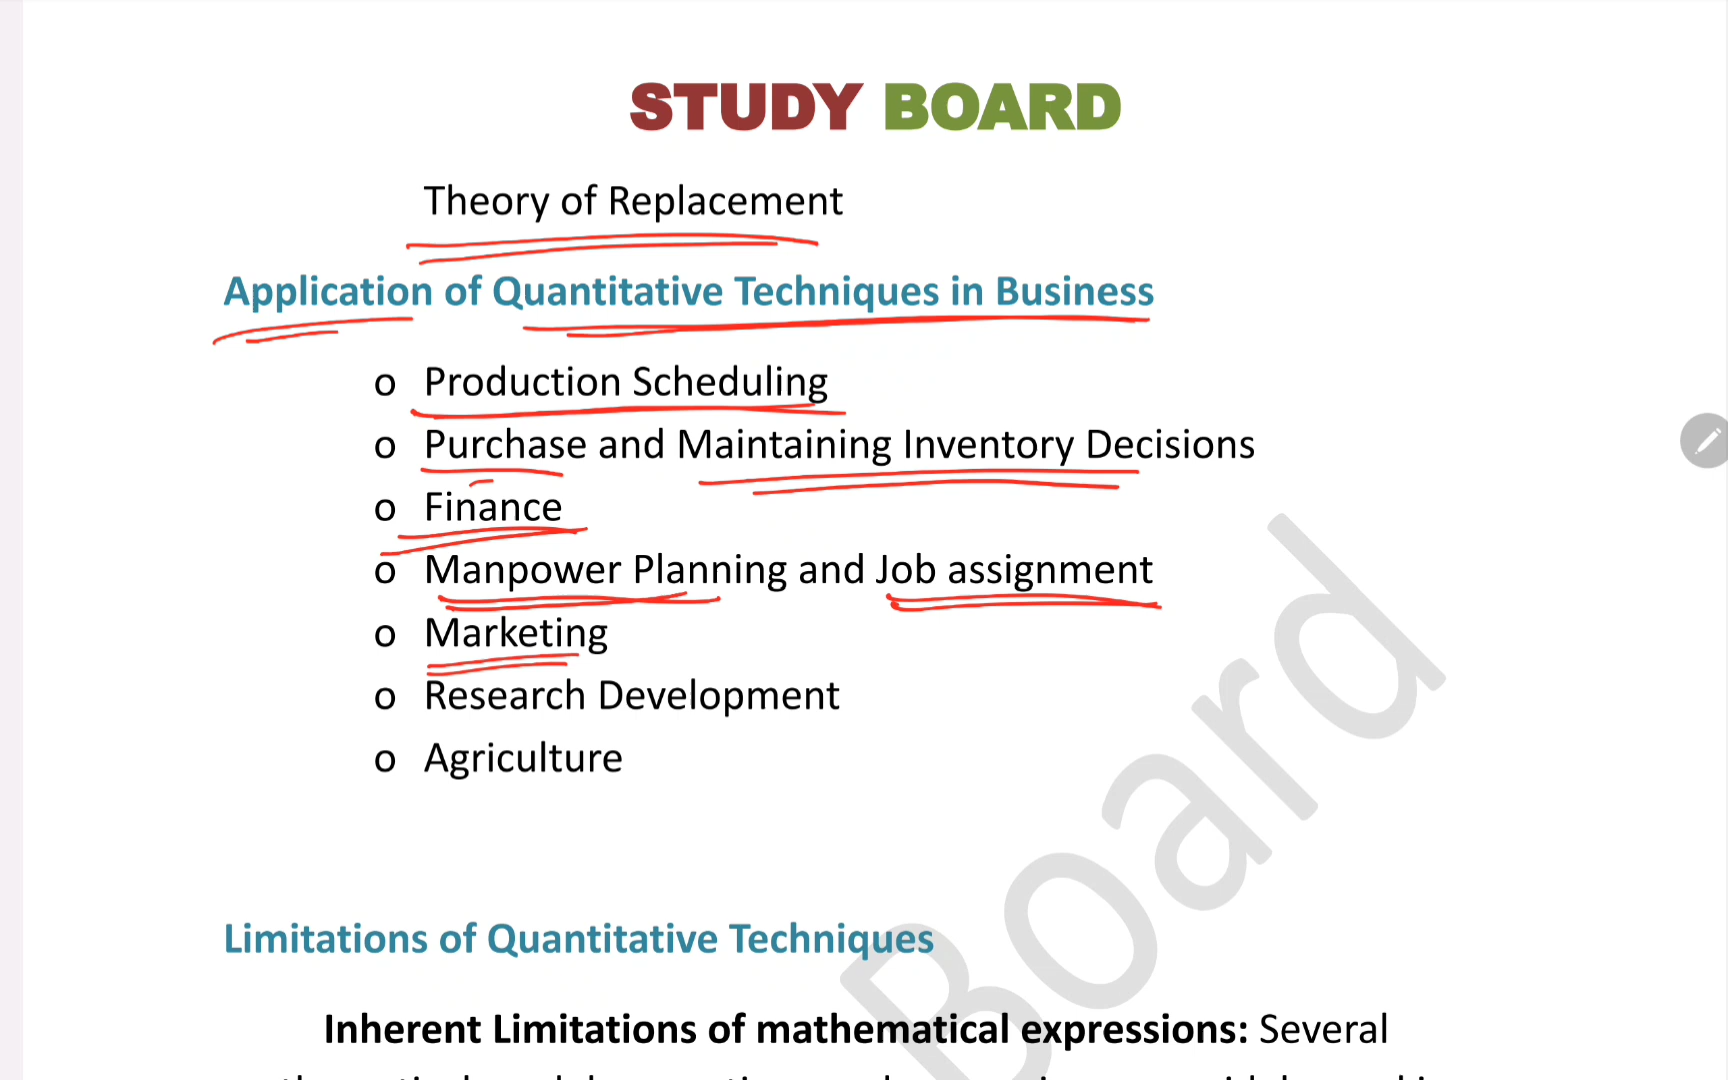 STUDY BOARD
Theory of Replacement
Application of Quantitative Techniques in Business
o Production Scheduling
o Purchase and Maintaining Inventory Decisions
o Finance
o Manpower Planning and Job assignment
o Marketing
o Research Development
o Agriculture
Limitations of Quantitative Techniques
Inherent Limitations of mathematical expressions: Several
Board